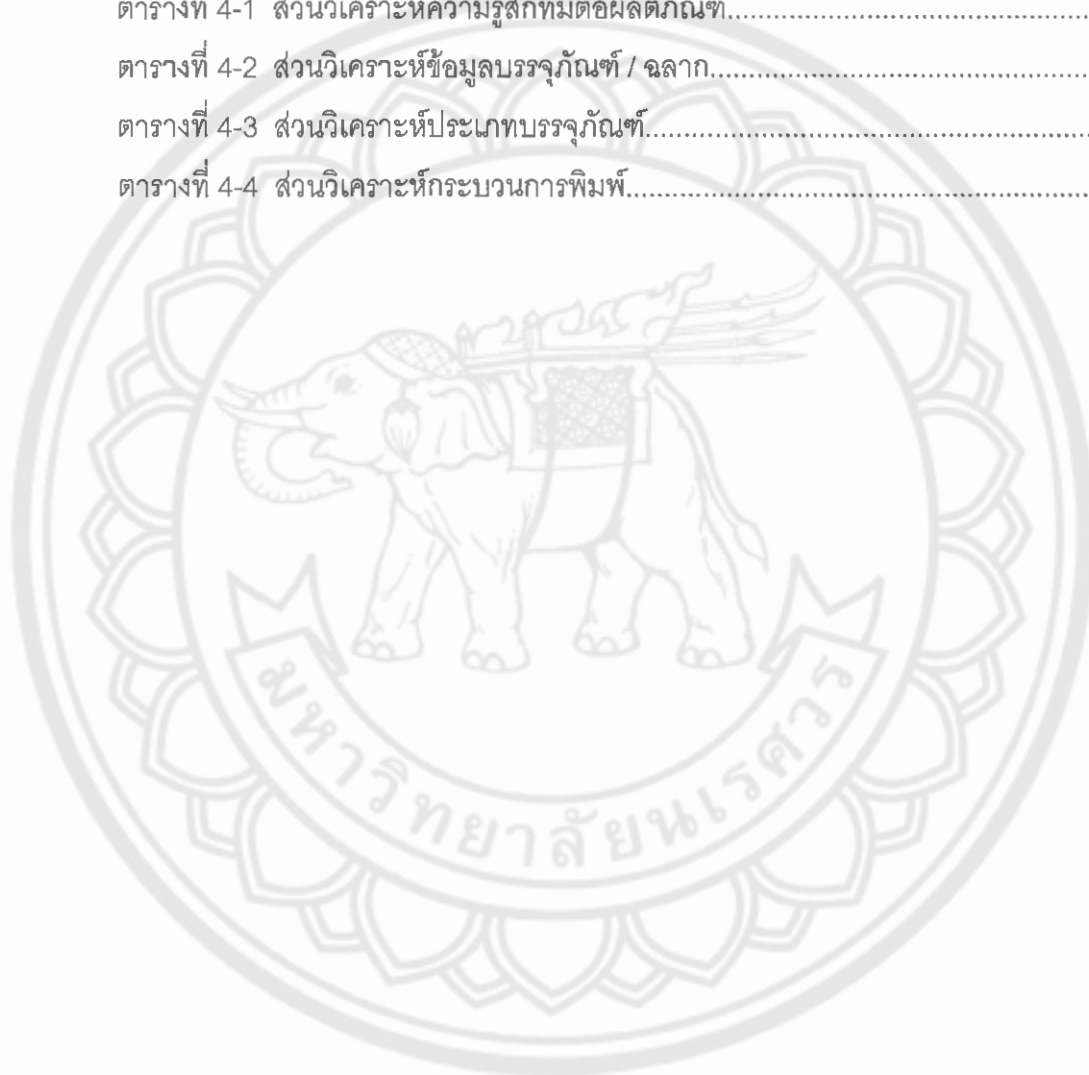 ตารางที่ 4-1 ส่วนวิเคราะห์ความรู้สึกที่มีต่อผลิตภัณฑ์
ตารางที่ 4-2 ส่วนวิเคราะห์ข้อมูลบรรจุภัณฑ์ / ฉลาก
ตารางที่ 4-3 ส่วนวิเคราะห์ประเภทบรรจุภัณฑ์
ตารางที่ 4-4 ส่วนวิเคราะห์กระบวนการพิมพ์
มหาวิทยาลัยนเรศวร